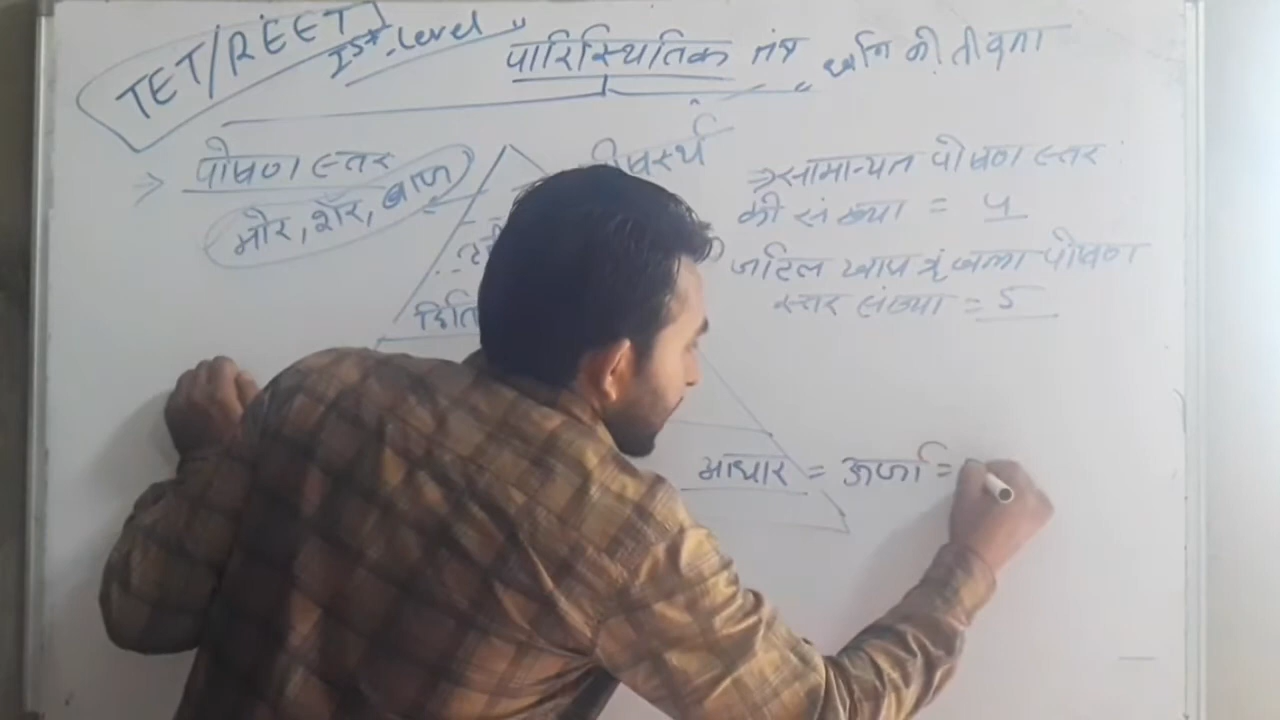 TET/REET
Ist Level
पारिस्थितिक तंत्र
ध्वनि की तीव्रता
⇒ पोषण स्तर
मोर, शेर, बाज
→ सामान्यत पोषण स्तर
की संख्या = 4
जटिल खाद्य श्रृंखला पोषण
स्तर संख्या = 5
आधार = ऊर्जा =